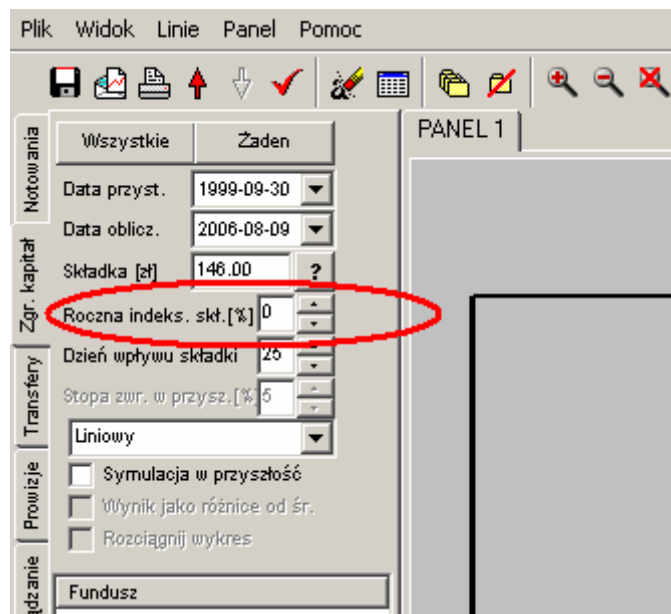 Plik Widok Linie Panel Pomoc
PANEL 1
Notowania
Zgr. kapitał
Transfery
Prowizje
Wszystkie Żaden
Data przyst. 1999-09-30
Data oblicz. 2006-08-09
Składka [zł] 146.00 ?
Roczna indeks. skł.[%] 0
Dzień wpływu składki 25
Stopa zwr. w przysz.[%] 5
Liniowy
Symulacja w przyszłość
Wynik jako różnice od śr.
Rozciągnij wykres
Fundusz